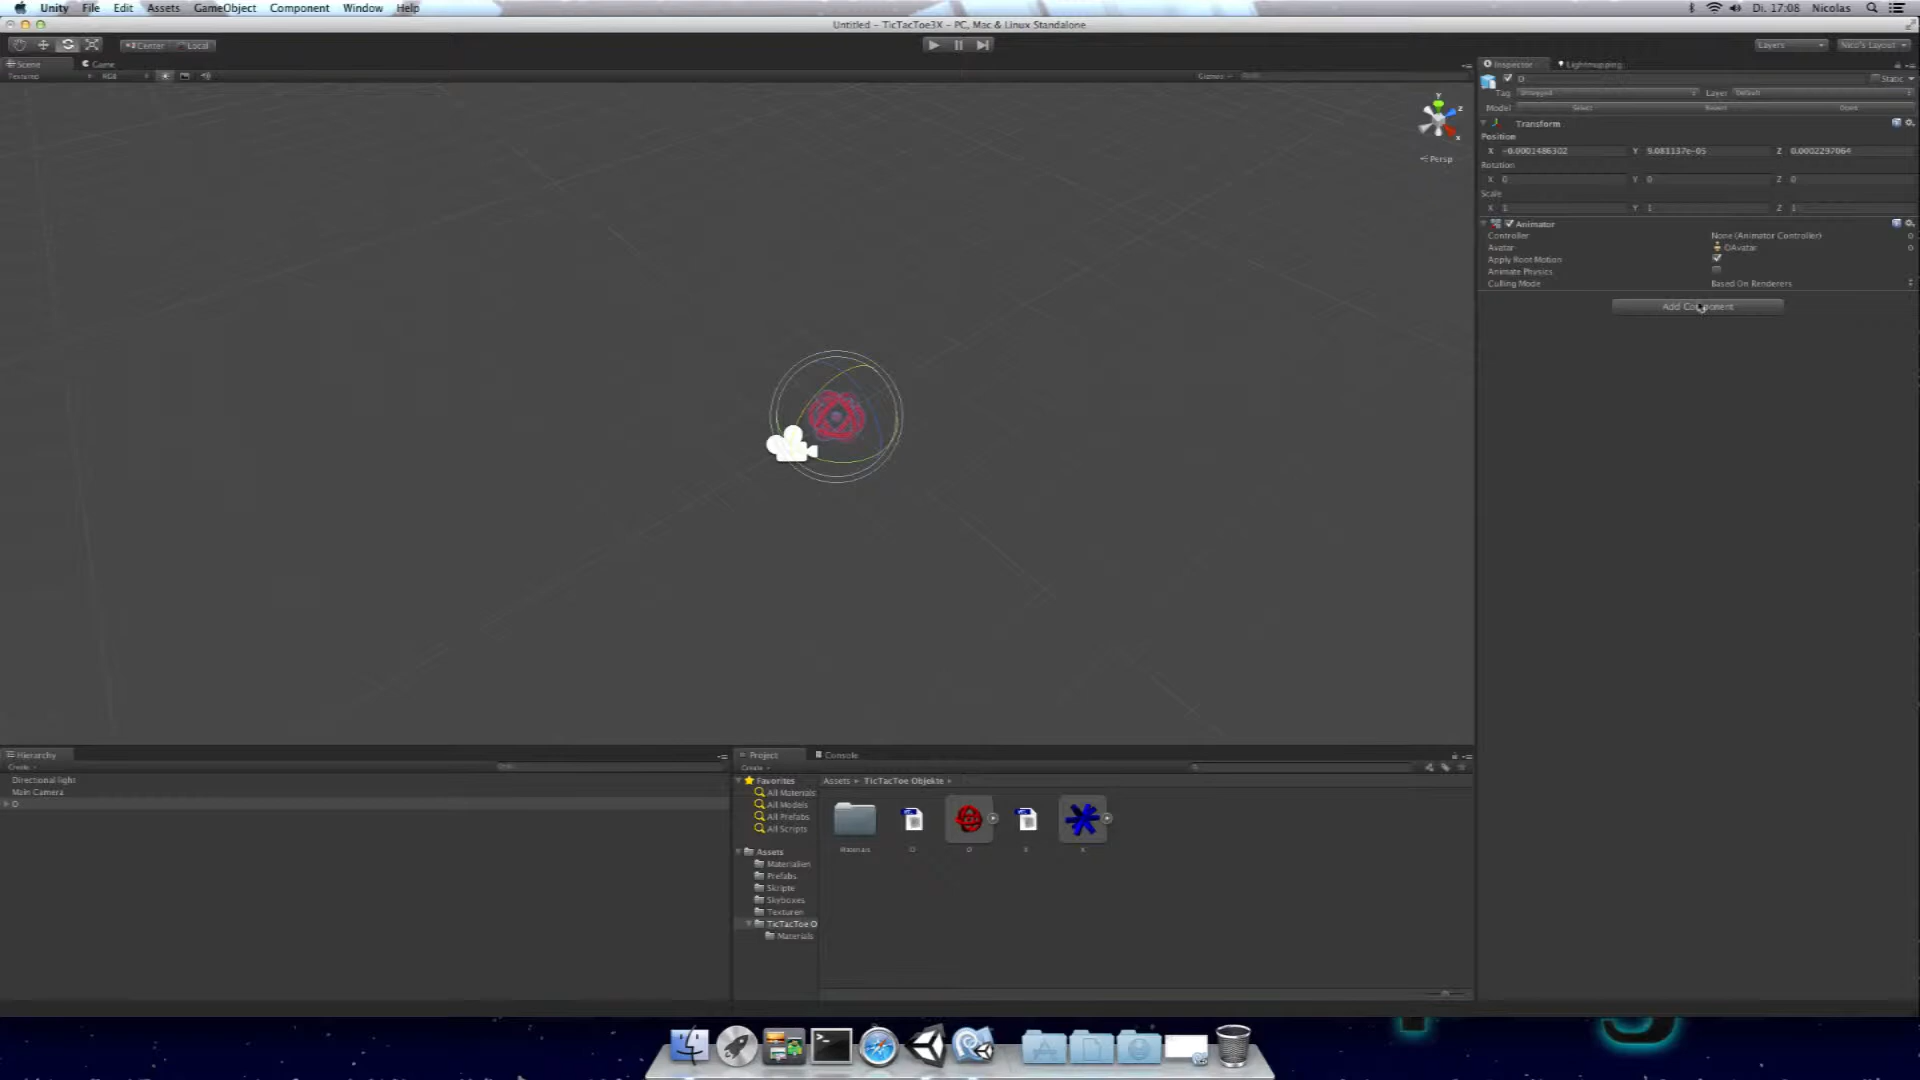 Unity File Edit Assets GameObject Component Window Help Di. 17:08 Nicolas
Untitled – TicTacToe3X – PC, Mac & Linux Standalone
Center Local Layers Nico's Layout
Scene Game Inspector Lightmapping
Textured RGB Gizmos
O Static
Tag Untagged Layer Default
Model Select Revert Open
Transform
Position
X -0.0001486302 Y 9.081137e-05 Z 0.0002297064
Rotation
X 0 Y 0 Z 0
Scale
X 1 Y 1 Z 1
Y
Z
X
Persp
Animator
Controller None (Animator Controller)
Avatar OAvatar
Apply Root Motion
Animate Physics
Culling Mode Based On Renderers
Add Component
Hierarchy
Create
Directional light
Main Camera
O
Project Console
Create
Favorites
All Materials
All Models
All Prefabs
All Scripts
Assets
Materialien
Prefabs
Skripte
Skyboxes
Texturen
TicTacToe O
Materials
Assets TicTacToe Objekte
Materials O O X X